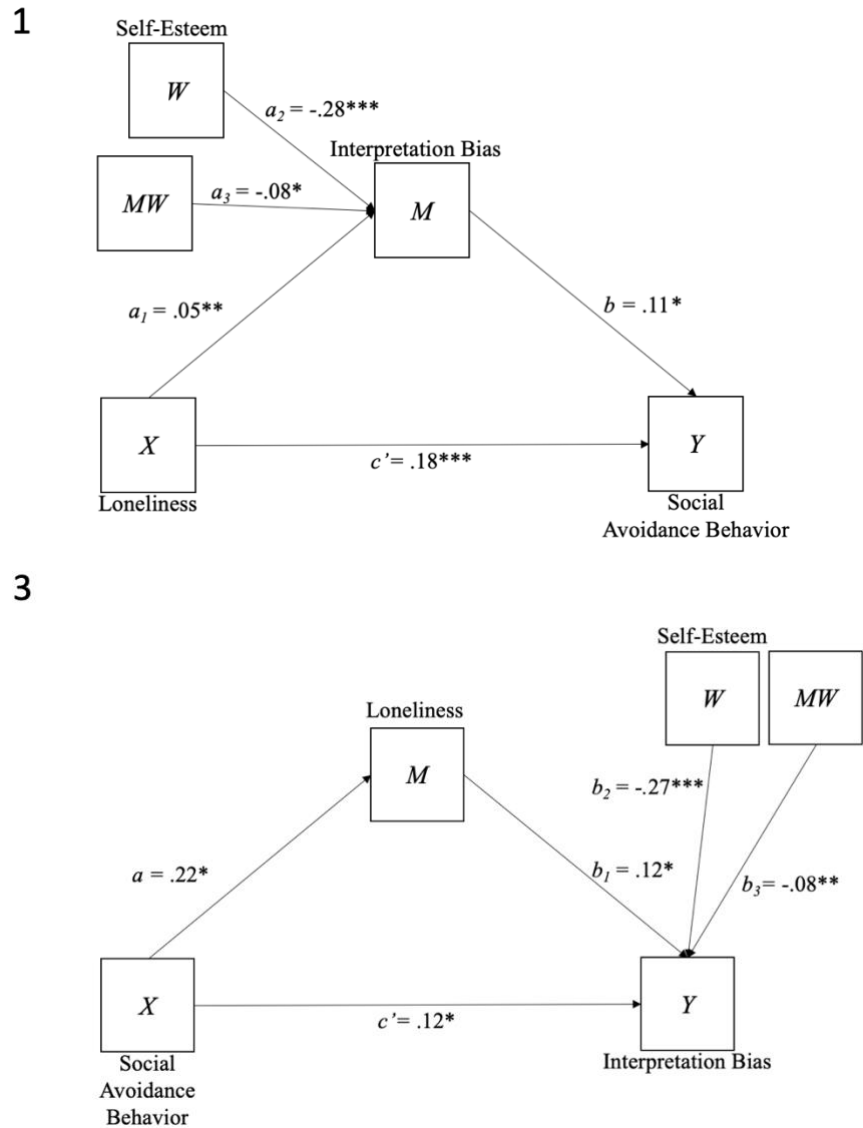 1
Self-Esteem
W
a2 = -.28***
Interpretation Bias
MW
a3 = -.08*
M
a1 = .05**
b = .11*
X
Y
c’= .18***
Loneliness
Social
Avoidance Behavior
3
Self-Esteem
W
MW
Loneliness
M
b2 = -.27***
a = .22*
b1 = .12*
b3= -.08**
X
Y
c’= .12*
Social
Avoidance
Behavior
Interpretation Bias